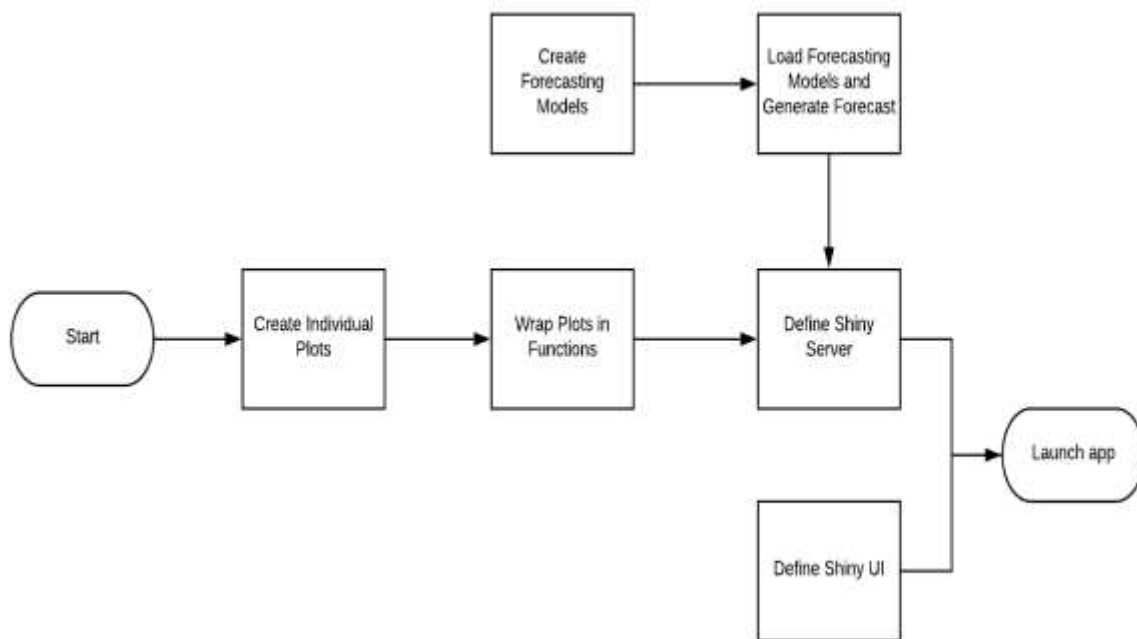 Create
Forecasting
Models
Load Forecasting
Models and
Generate Forecast
Start
Create Individual
Plots
Wrap Plots in
Functions
Define Shiny
Server
Launch app
Define Shiny UI